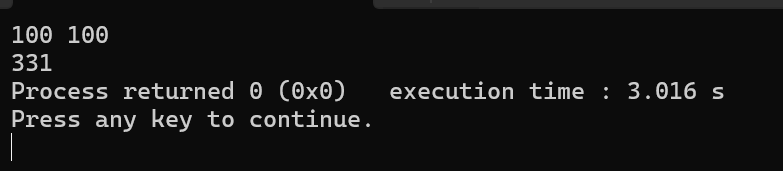 100 100
331
Process returned 0 (0x0)   execution time : 3.016 s
Press any key to continue.